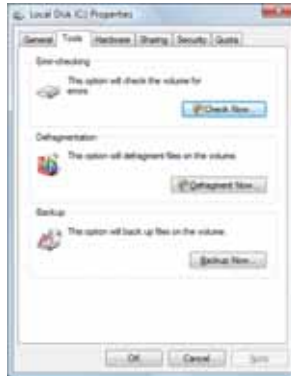 Local Disk (C:) Properties
General Tools Hardware Sharing Security Quota
Error-checking
This option will check the volume for
errors.
Check Now...
Defragmentation
This option will defragment files on the volume.
Defragment Now...
Backup
This option will back up files on the volume.
Backup Now...
OK Cancel Apply